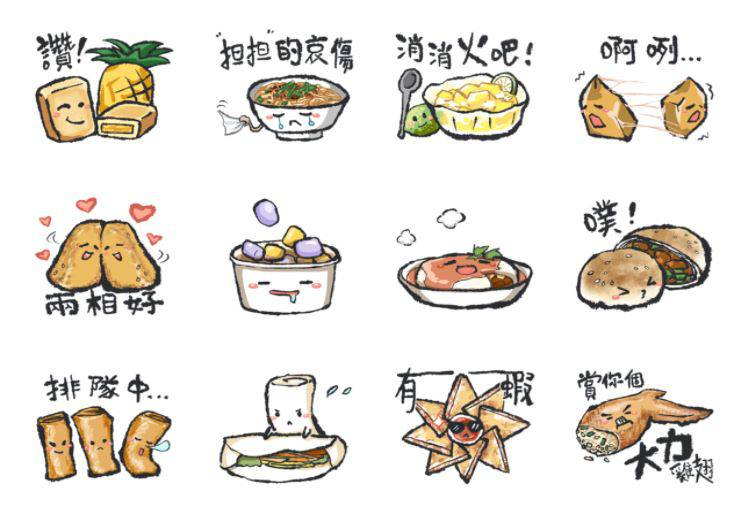 讚!
"担担"的哀傷
消消火吧!
啊咧...
兩相好
噗!
排隊中...
有蝦
賞你個
大力
雞翅